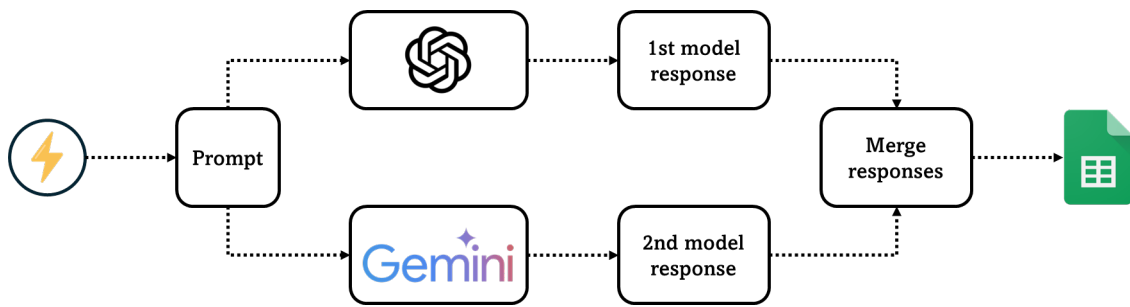 Prompt
1st model
response
Gemini
2nd model
response
Merge
responses